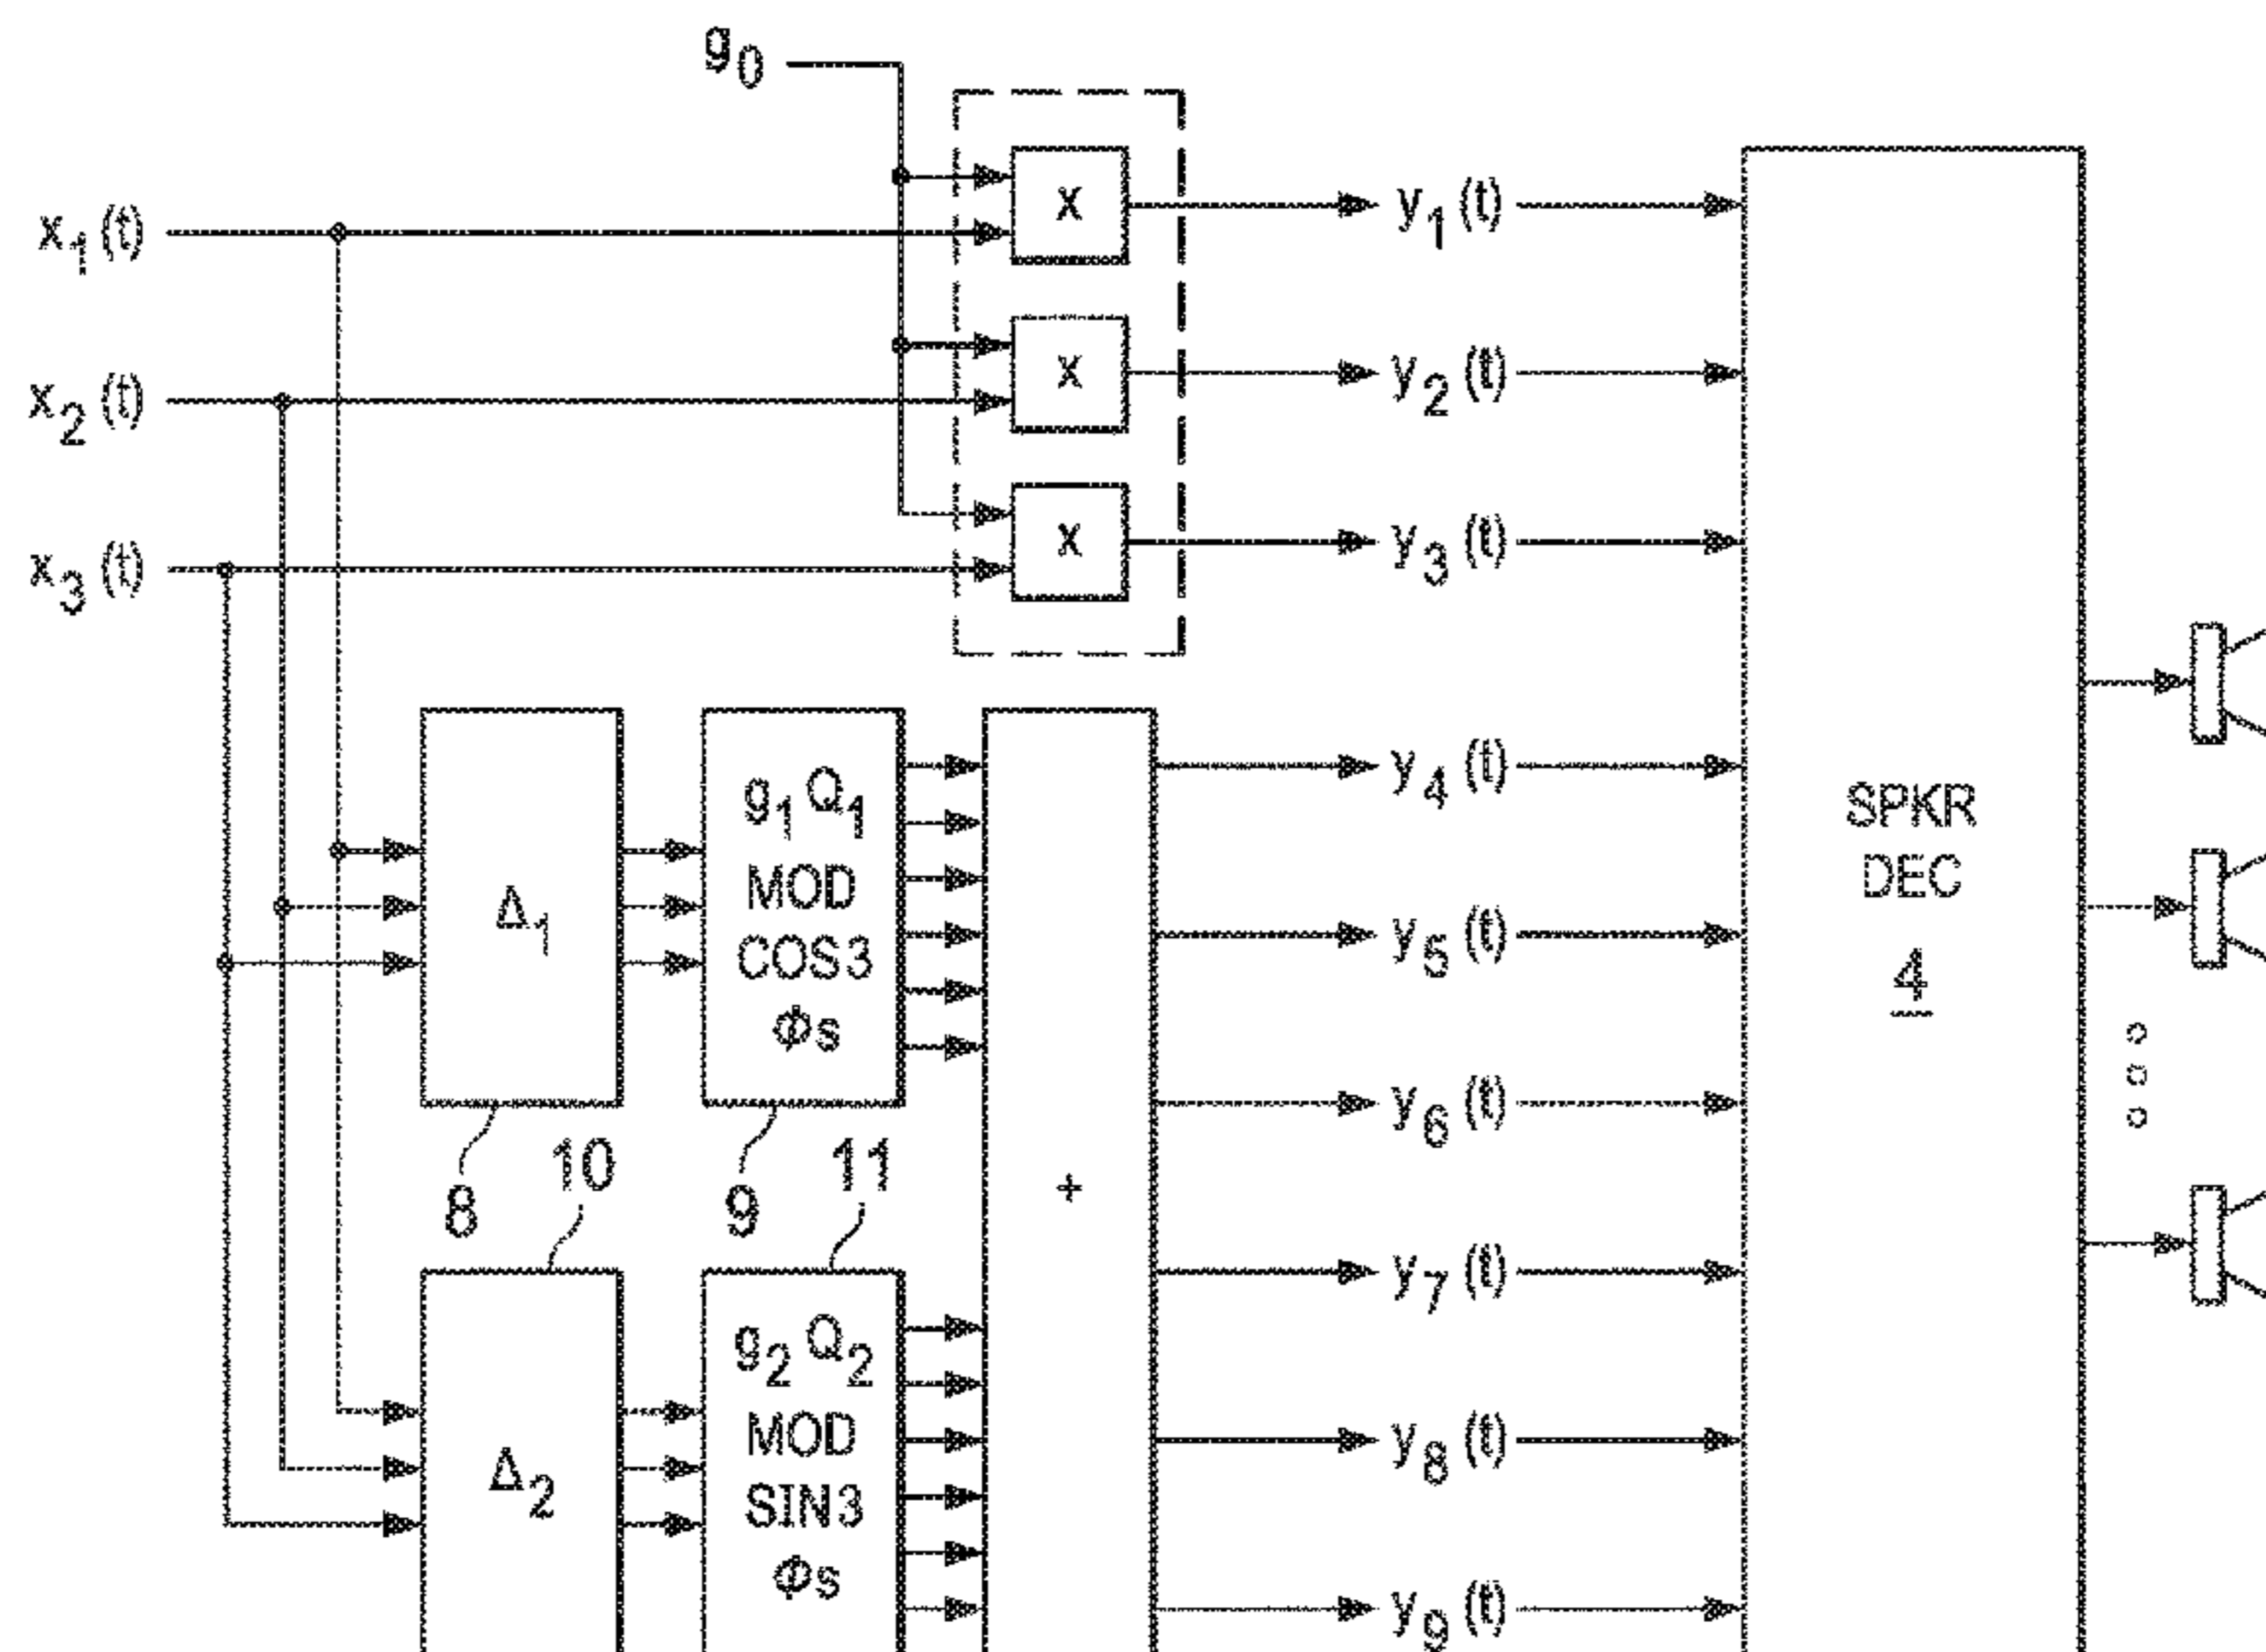 g0
x1(t)
x
y1(t)
x2(t)
x
y2(t)
x3(t)
x
y3(t)
Δ1
g1 Q1
MOD
COS3
Φs
y4(t)
y5(t)
y6(t)
SPKR
DEC
4
8
10
9
11
+
Δ2
g2 Q2
MOD
SIN3
Φs
y7(t)
y8(t)
y9(t)